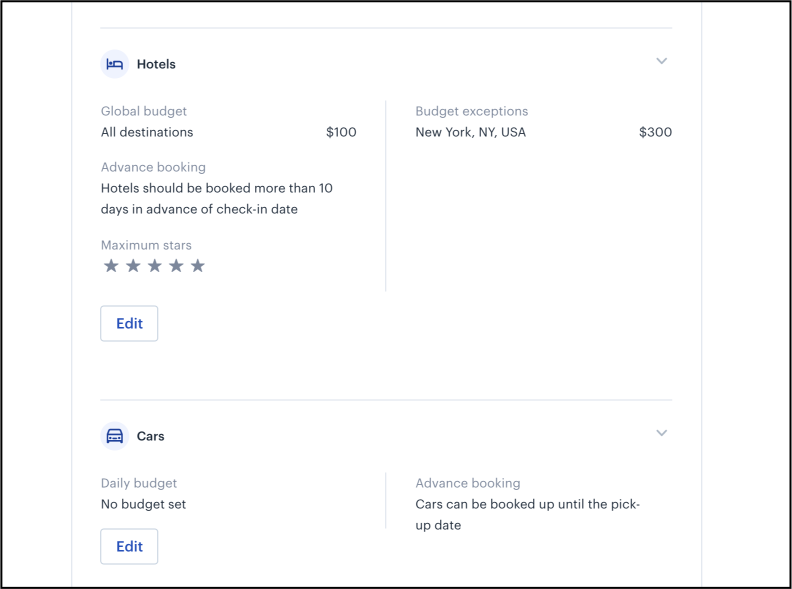 Hotels
Global budget
All destinations $100
Advance booking
Hotels should be booked more than 10
days in advance of check-in date
Maximum stars
Edit
Budget exceptions
New York, NY, USA $300
Cars
Daily budget
No budget set
Edit
Advance booking
Cars can be booked up until the pick-
up date